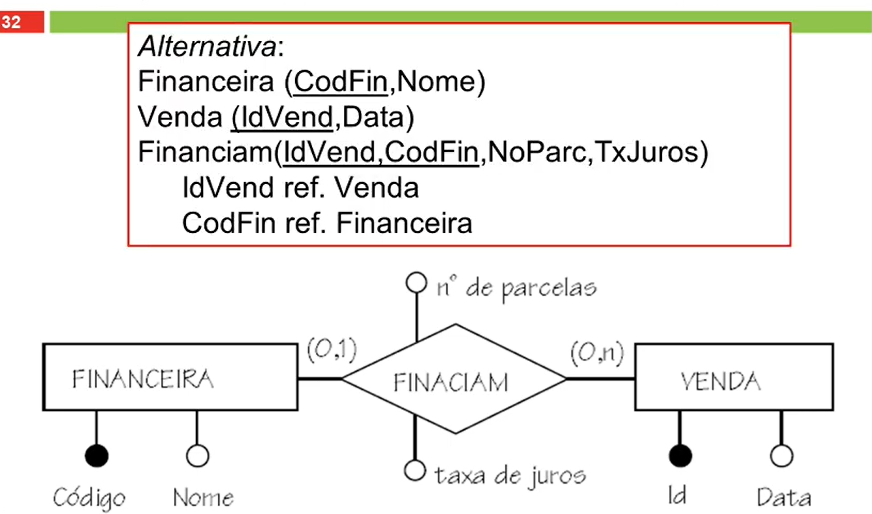 32
Alternativa:
Financeira (CodFin,Nome)
Venda (IdVend,Data)
Financiam(IdVend,CodFin,NoParc,TxJuros)
IdVend ref. Venda
CodFin ref. Financeira
n° de parcelas
(0,1)
(0,n)
FINANCEIRA
FINACIAM
VENDA
taxa de juros
Código
Nome
Id
Data